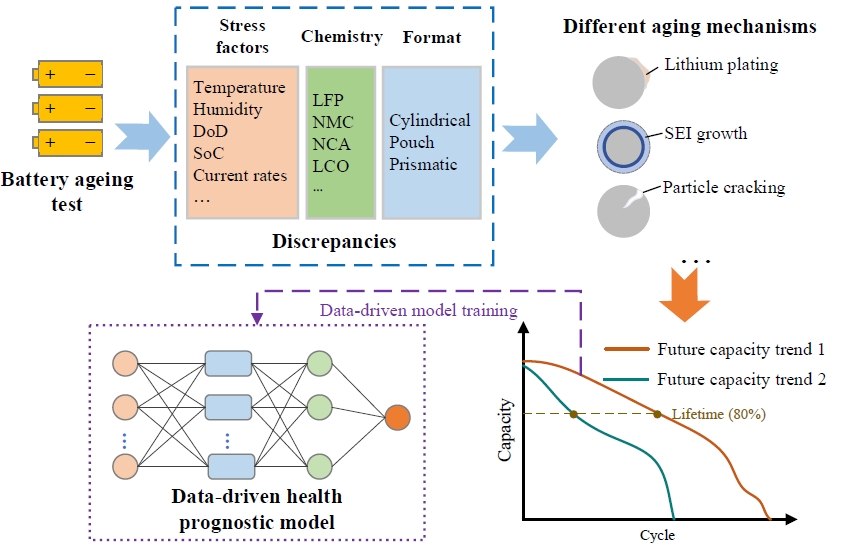 + −
+ −
+ −
Battery ageing
test
Stress
factors
Chemistry
Format
Temperature
Humidity
DoD
SoC
Current rates
…
LFP
NMC
NCA
LCO
...
Cylindrical
Pouch
Prismatic
Discrepancies
Different aging mechanisms
Lithium plating
SEI growth
Particle cracking
...
Data-driven model training
Data-driven health
prognostic model
Future capacity trend 1
Future capacity trend 2
Lifetime (80%)
Capacity
Cycle